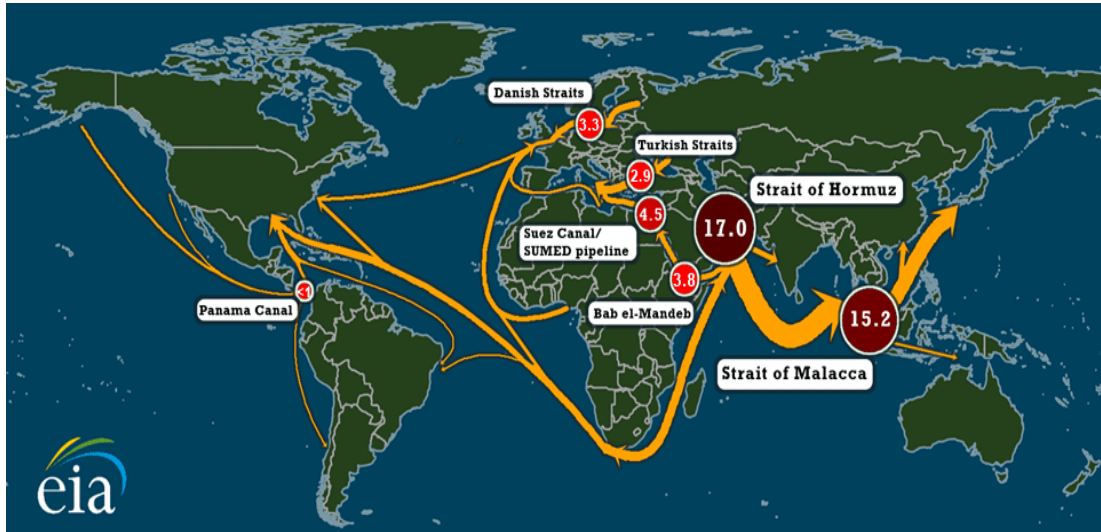 Danish Straits
3.3
Turkish Straits
2.9
Strait of Hormuz
17.0
4.5
Suez Canal/
SUMED pipeline
3.8
Bab el-Mandeb
<1
Panama Canal
15.2
Strait of Malacca
eia